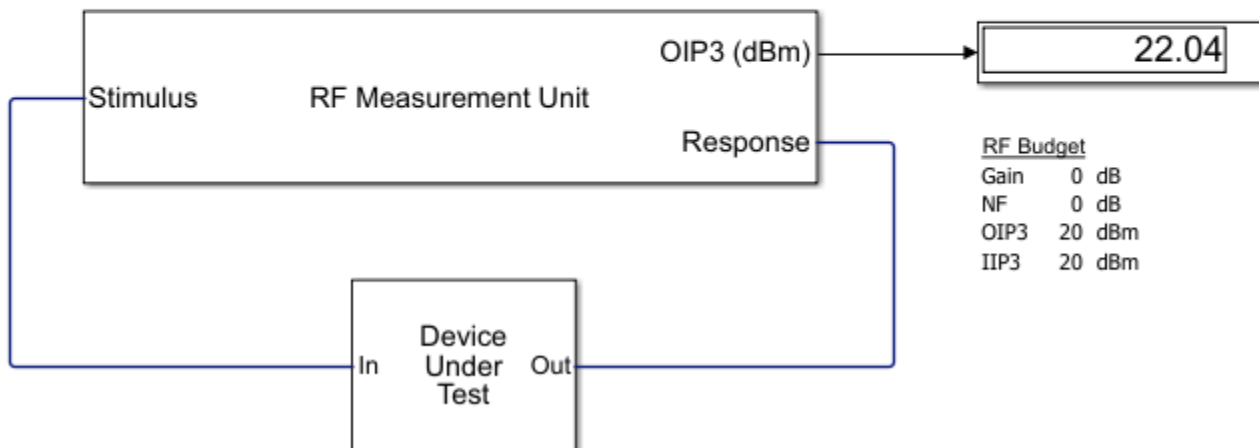 OIP3 (dBm)
22.04
Stimulus
RF Measurement Unit
Response
RF Budget
Gain 0 dB
NF 0 dB
OIP3 20 dBm
IIP3 20 dBm
Device
Under
Test
In
Out